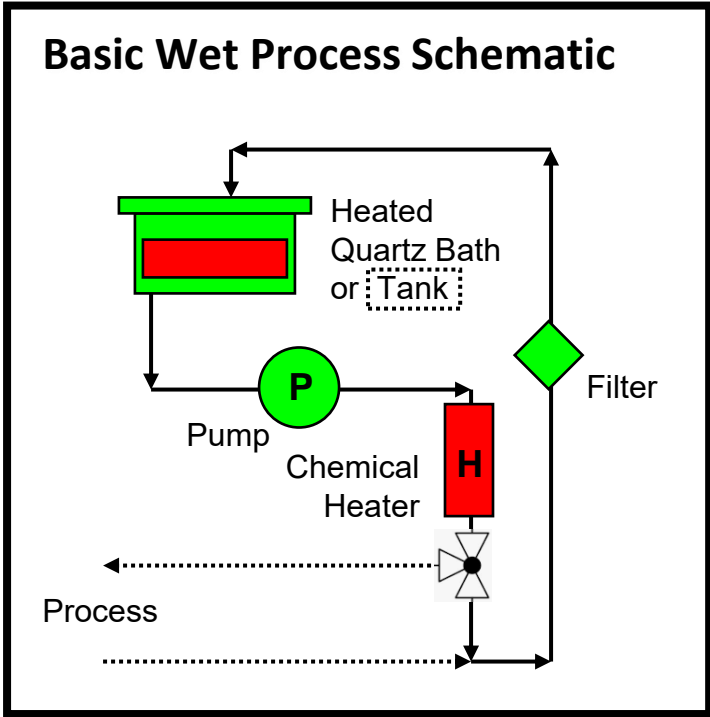 Basic Wet Process Schematic
Heated
Quartz Bath
or Tank
P
Filter
Pump
Chemical
Heater
H
Process